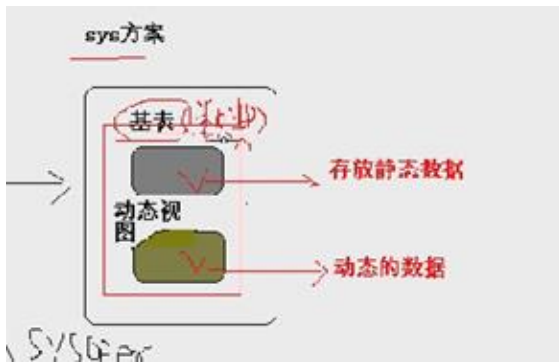 sys方案
基表
存放静态数据
动态视
图
动态的数据